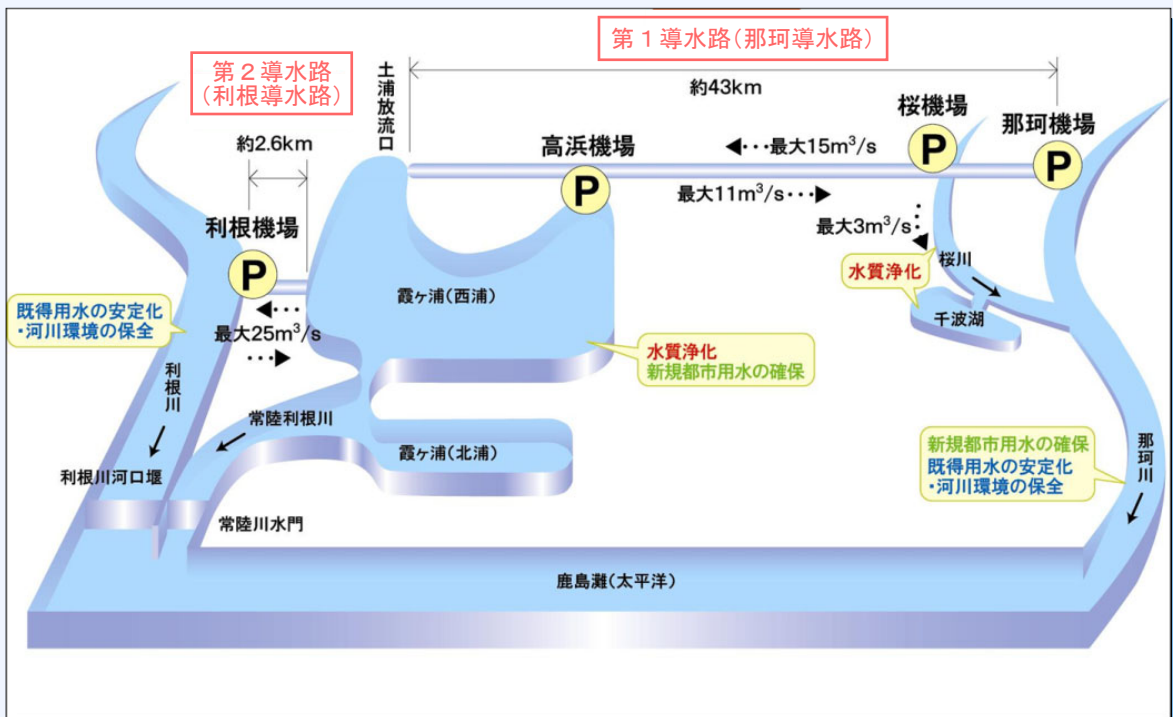 第1導水路(那珂導水路)
第2導水路
(利根導水路)
土浦放流口
約43km
約2.6km
高浜機場
桜機場
那珂機場
最大15m³/s
最大11m³/s
最大3m³/s
利根機場
最大25m³/s
既得用水の安定化
・河川環境の保全
霞ヶ浦(西浦)
水質浄化
新規都市用水の確保
水質浄化
桜川
千波湖
利根川
常陸利根川
霞ヶ浦(北浦)
利根川河口堰
常陸川水門
新規都市用水の確保
既得用水の安定化
・河川環境の保全
那珂川
鹿島灘(太平洋)
P
P
P
P